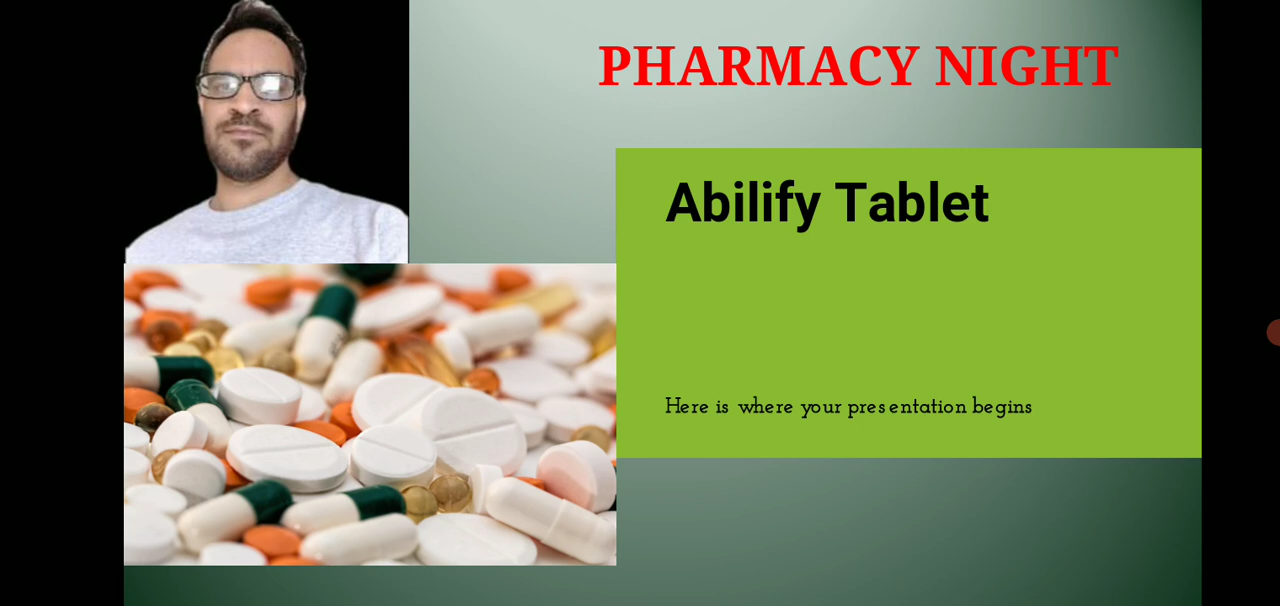 PHARMACY NIGHT
Abilify Tablet
Here is where your presentation begins